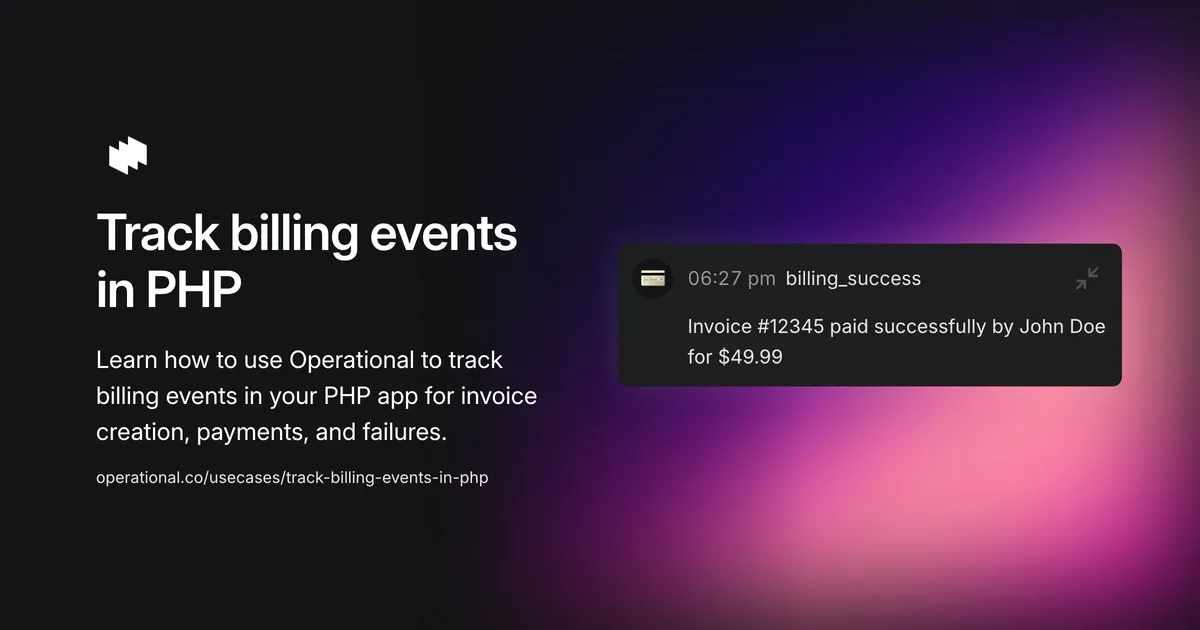 Track billing events
in PHP
Learn how to use Operational to track
billing events in your PHP app for invoice
creation, payments, and failures.
operational.co/usecases/track-billing-events-in-php
06:27 pm billing_success
Invoice #12345 paid successfully by John Doe
for $49.99